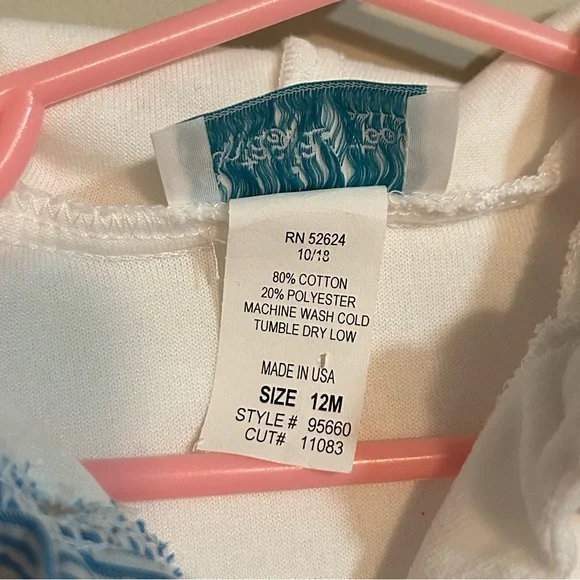 RN 52624
10/18
80% COTTON
20% POLYESTER
MACHINE WASH COLD
TUMBLE DRY LOW
MADE IN USA
SIZE 12M
STYLE# 95660
CUT# 11083